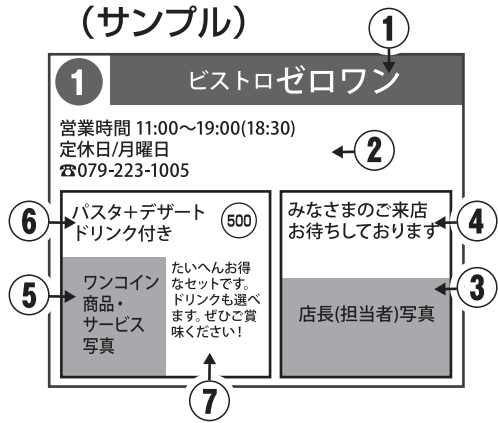 （サンプル）
①
1
ビストロゼロワン
営業時間 11:00〜19:00(18:30)
定休日/月曜日
☎079-223-1005
②
⑥
パスタ＋デザート
ドリンク付き
500
みなさまのご来店
お待ちしております
④
⑤
ワンコイン
商品・
サービス
写真
たいへんお得
なセットです。
ドリンクも選べ
ます。ぜひご賞
味ください！
⑦
店長(担当者)写真
③